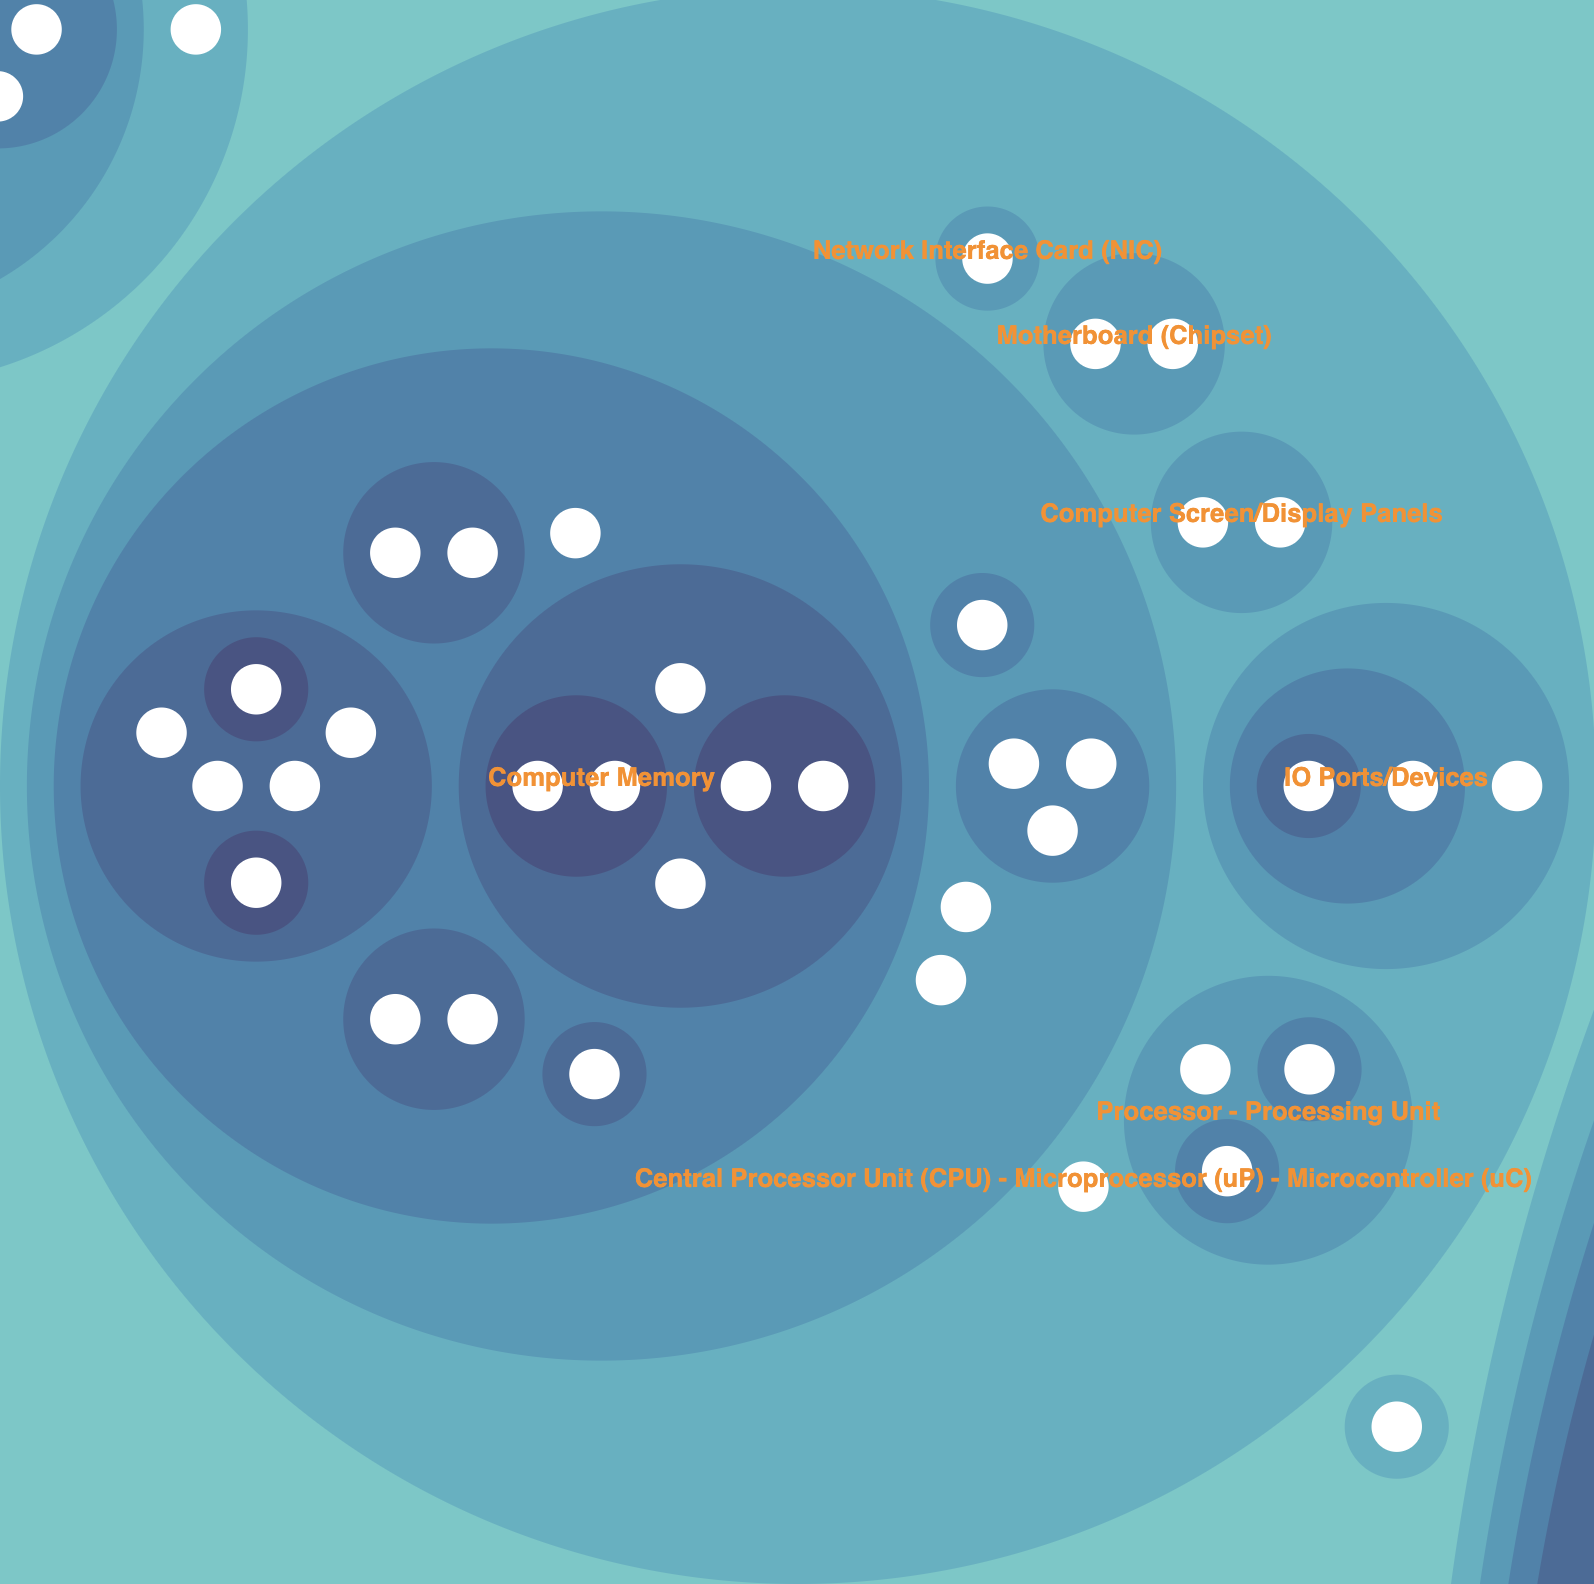 Network Interface Card (NIC)
Motherboard (Chipset)
Computer Screen/Display Panels
Computer Memory
IO Ports/Devices
Processor - Processing Unit
Central Processor Unit (CPU) - Microprocessor (uP) - Microcontroller (uC)